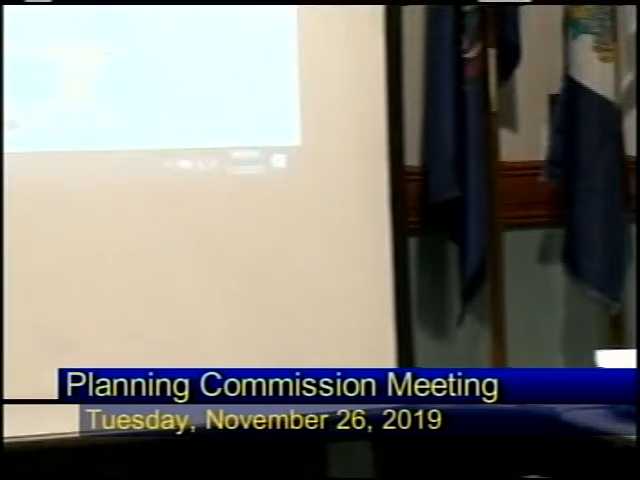 Planning Commission Meeting
Tuesday, November 26, 2019